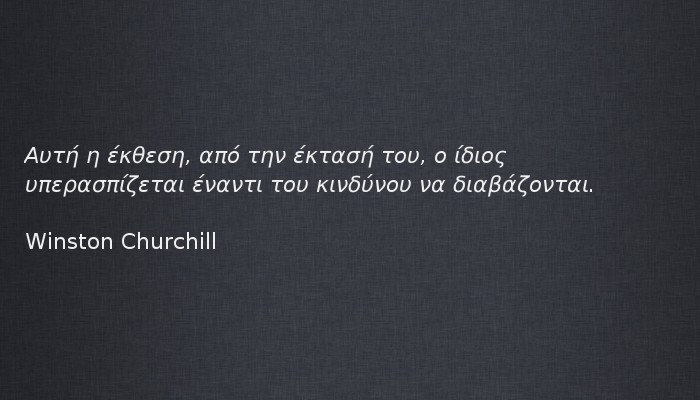 Αυτή η έκθεση, από την έκτασή του, ο ίδιος
υπερασπίζεται έναντι του κινδύνου να διαβάζονται.
Winston Churchill